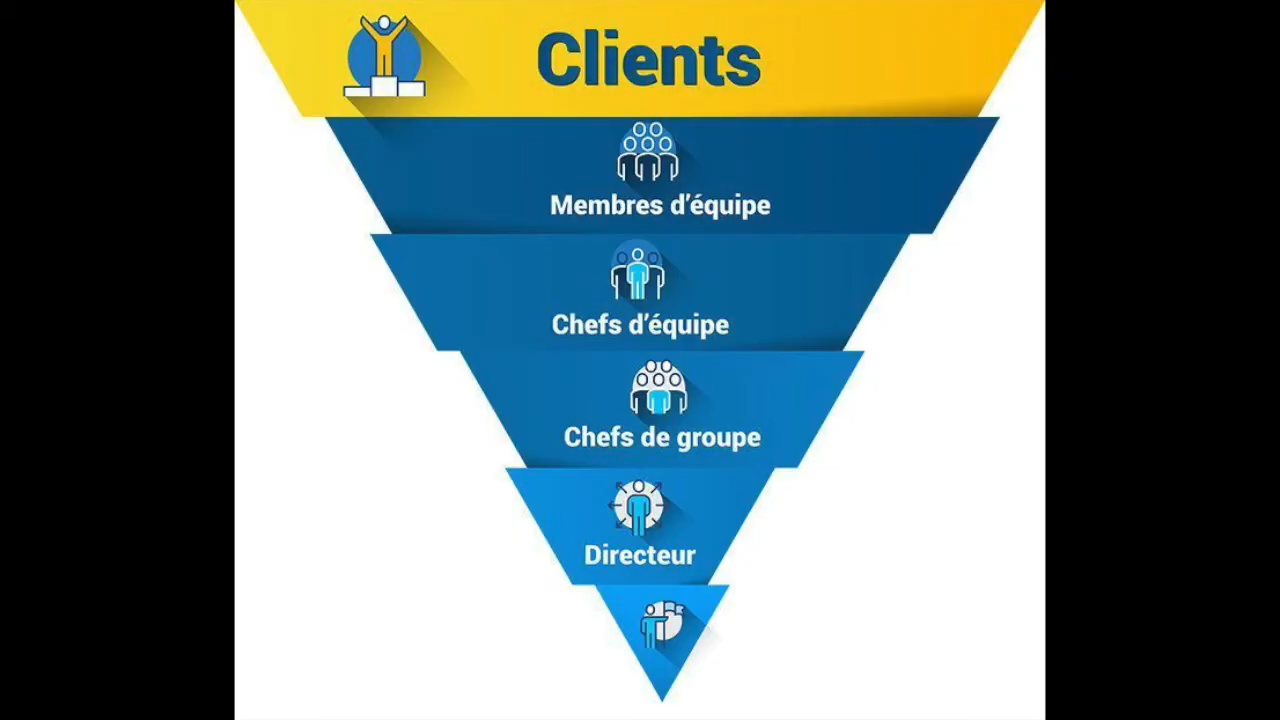 Clients
Membres d'équipe
Chefs d'équipe
Chefs de groupe
Directeur